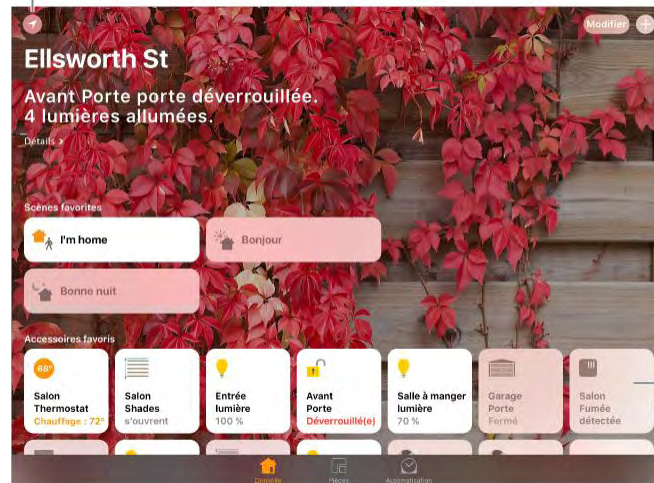 Modifier
Ellsworth St
Avant Porte porte déverrouillée.
4 lumières allumées.
Détails >
Scènes favorites
I'm home
Bonjour
Bonne nuit
Accessoires favoris
68°
Salon
Thermostat
Chauffage : 72°
Salon
Shades
s'ouvrent
Entrée
lumière
100 %
Avant
Porte
Déverrouillé(e)
Salle à manger
lumière
70 %
Garage
Porte
Fermé
Salon
Fumée
détectée
Domicile
Pièces
Automatisation